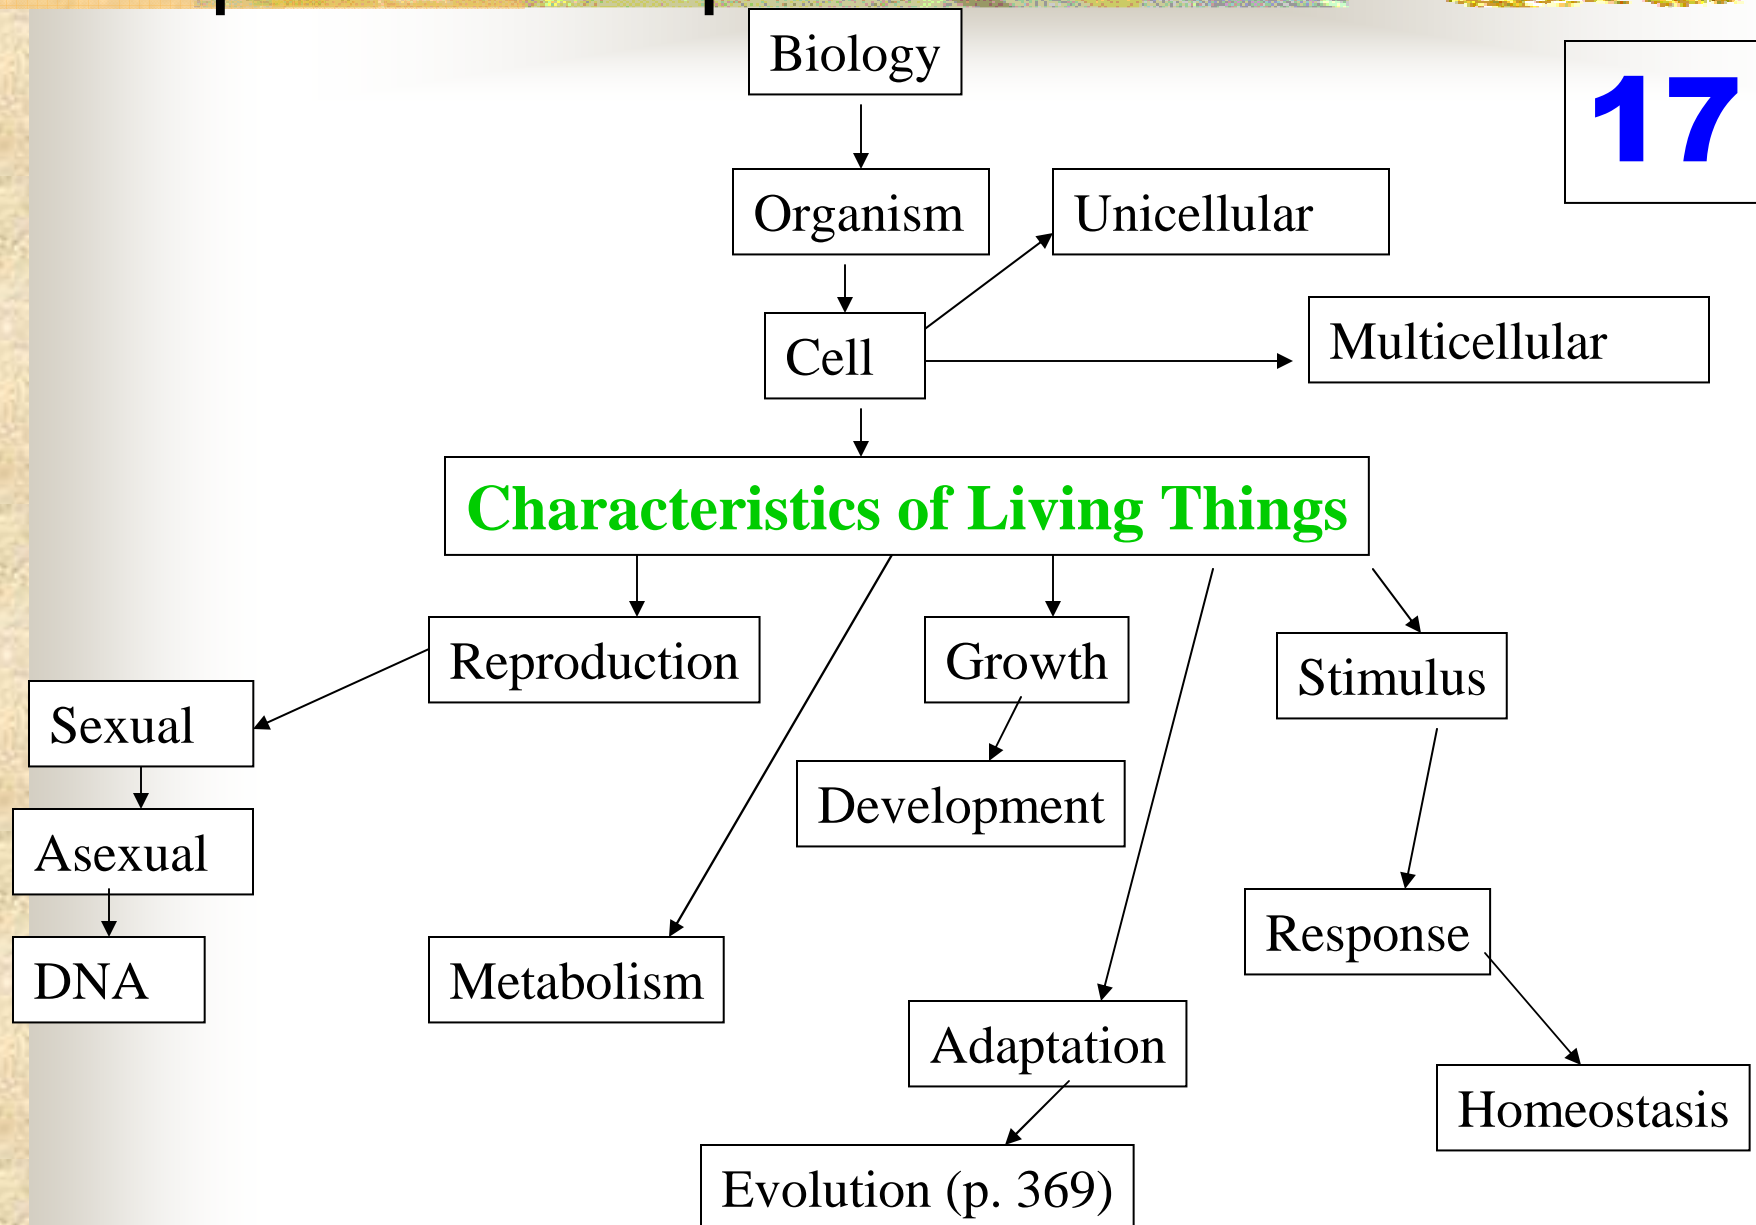 Biology
17
Organism
Unicellular
Cell
Multicellular
Characteristics of Living Things
Reproduction
Growth
Stimulus
Sexual
Development
Asexual
Response
DNA
Metabolism
Adaptation
Homeostasis
Evolution (p. 369)